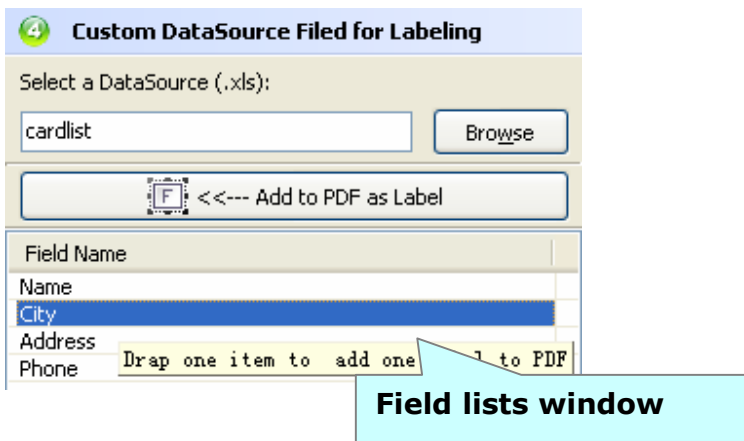 4 Custom DataSource Filed for Labeling
Select a DataSource (.xls):
cardlist Browse
F <<--- Add to PDF as Label
Field Name
Name
City
Address
Phone
Drap one item to add one to PDF
Field lists window